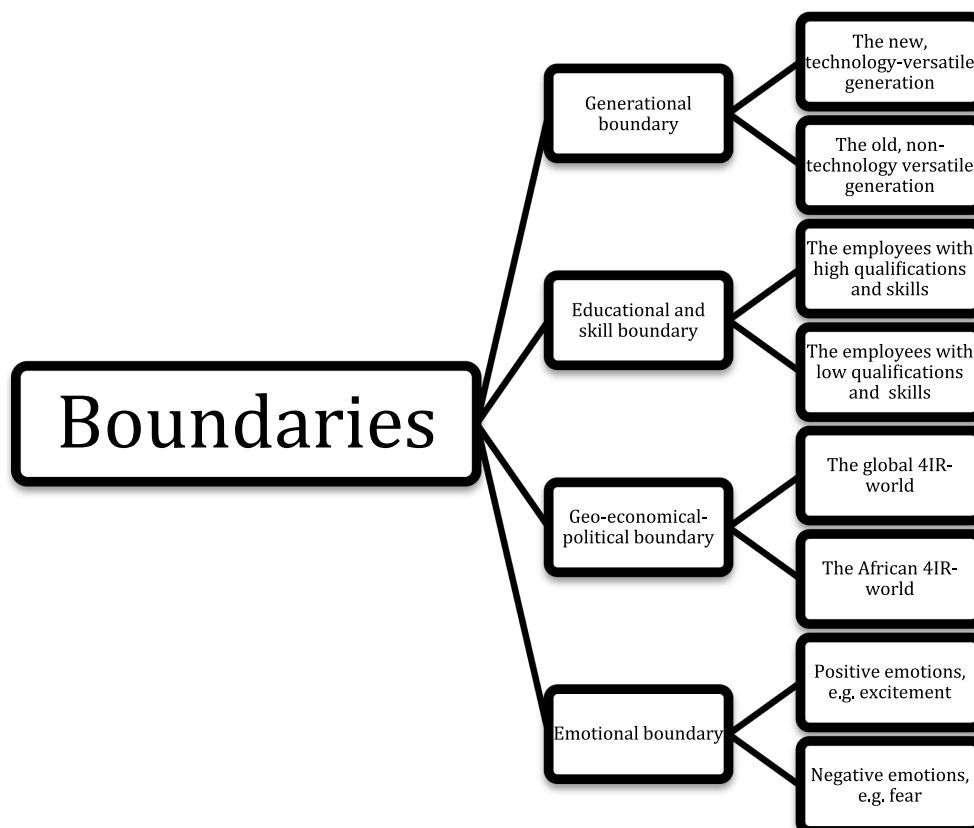 Boundaries
Generational
boundary
The new,
technology-versatile
generation
The old, non-
technology versatile
generation
Educational and
skill boundary
The employees with
high qualifications
and skills
The employees with
low qualifications
and skills
Geo-economical-
political boundary
The global 4IR-
world
The African 4IR-
world
Emotional boundary
Positive emotions,
e.g. excitement
Negative emotions,
e.g. fear